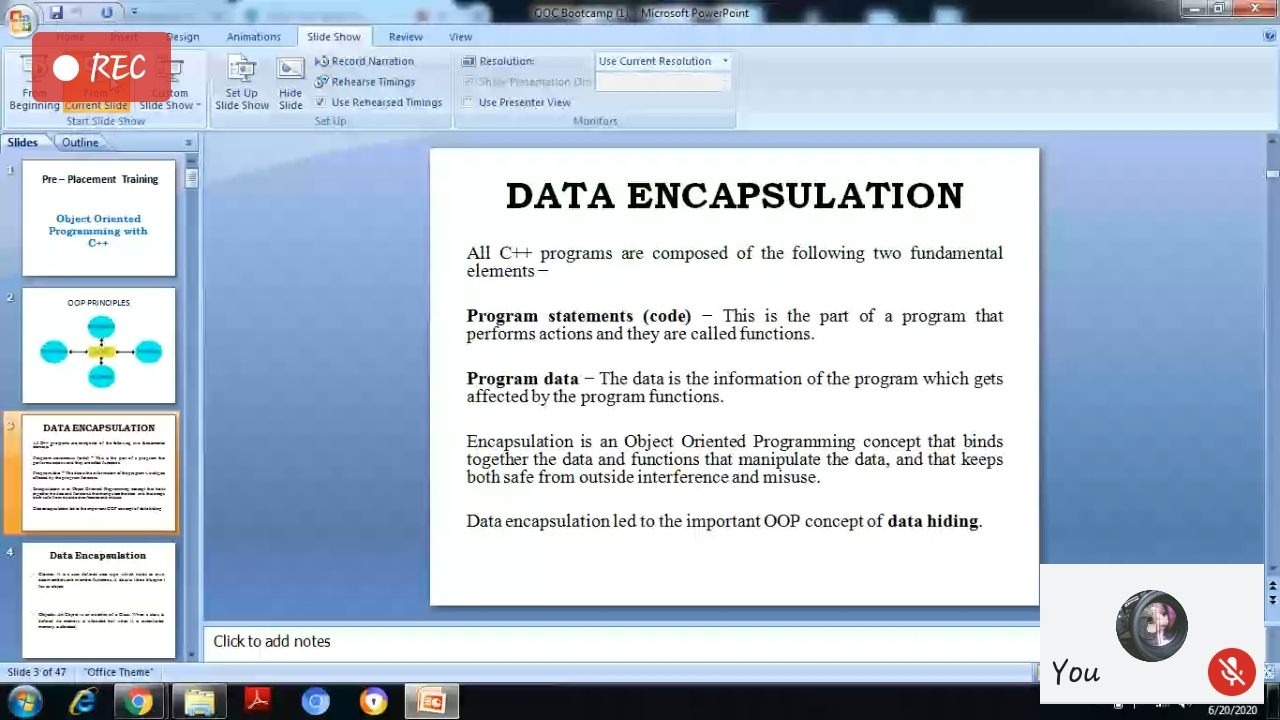 OOC Bootcamp (1) - Microsoft PowerPoint
Home Insert Design Animations Slide Show Review View
REC
From Beginning
From Current Slide
Custom Slide Show
Set Up Slide Show
Hide Slide
Record Narration
Rehearse Timings
Use Rehearsed Timings
Resolution: Use Current Resolution
Show Presentation On:
Use Presenter View
Start Slide Show
Set Up
Monitors
Slides Outline
1
Pre – Placement Training
Object Oriented
Programming with
C++
2
OOP PRINCIPLES
3
DATA ENCAPSULATION
4
Data Encapsulation
DATA ENCAPSULATION
All C++ programs are composed of the following two fundamental
elements −
Program statements (code) − This is the part of a program that
performs actions and they are called functions.
Program data − The data is the information of the program which gets
affected by the program functions.
Encapsulation is an Object Oriented Programming concept that binds
together the data and functions that manipulate the data, and that keeps
both safe from outside interference and misuse.
Data encapsulation led to the important OOP concept of data hiding.
Click to add notes
You
Slide 3 of 47 "Office Theme"
6/20/2020